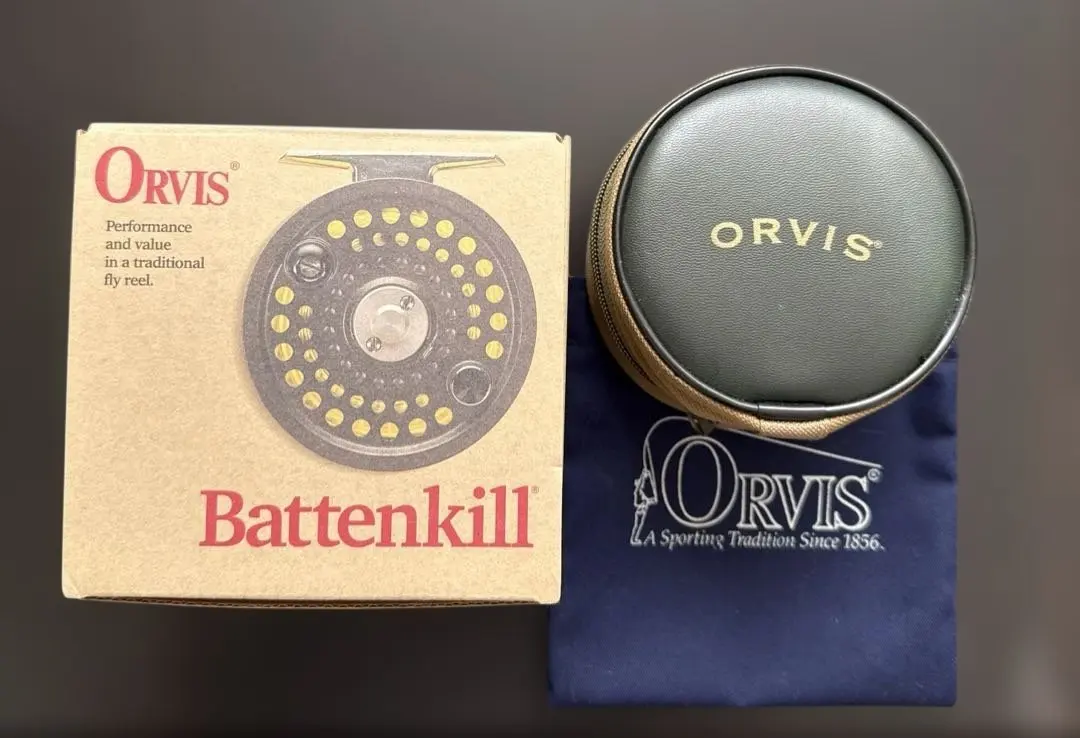 ORVIS®
Performance
and value
in a traditional
fly reel.
Battenkill®
ORVIS®
ORVIS®
A Sporting Tradition Since 1856.